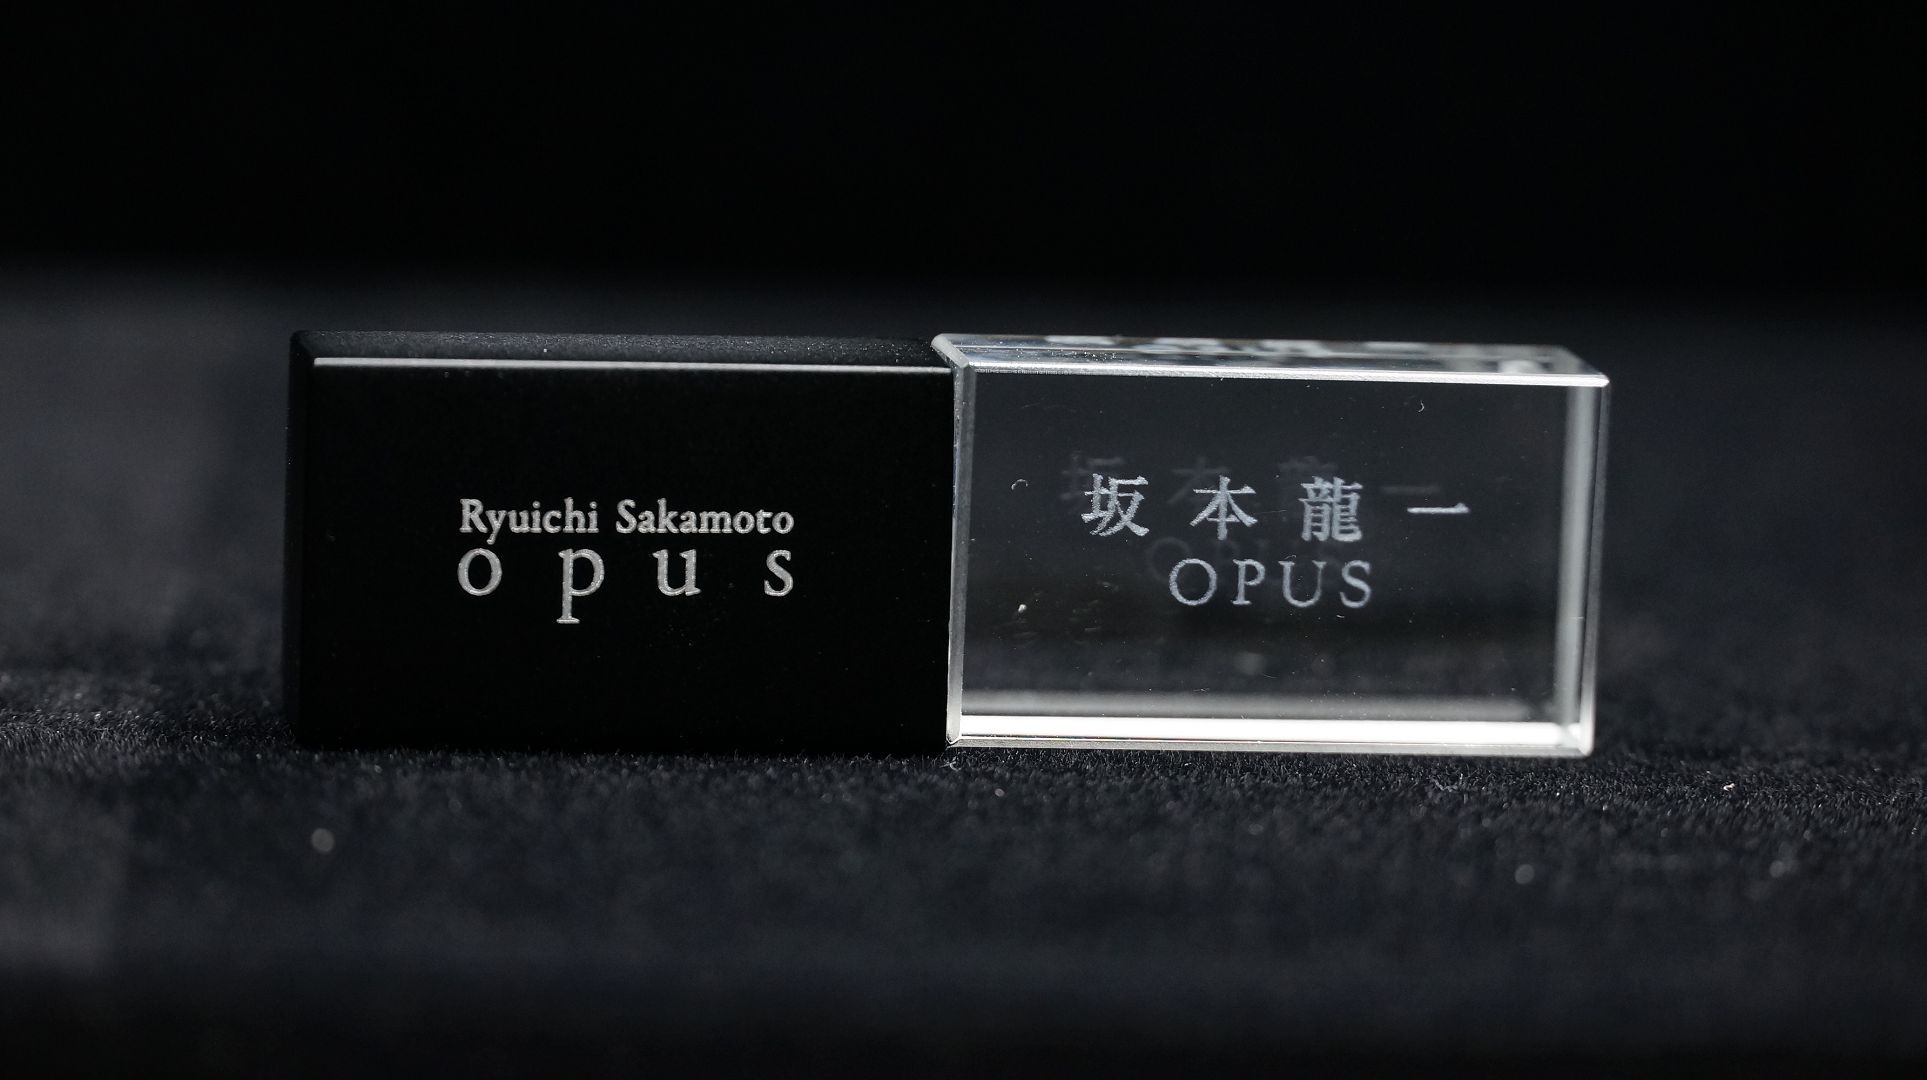 Ryuichi Sakamoto
opus
坂本龍一
OPUS